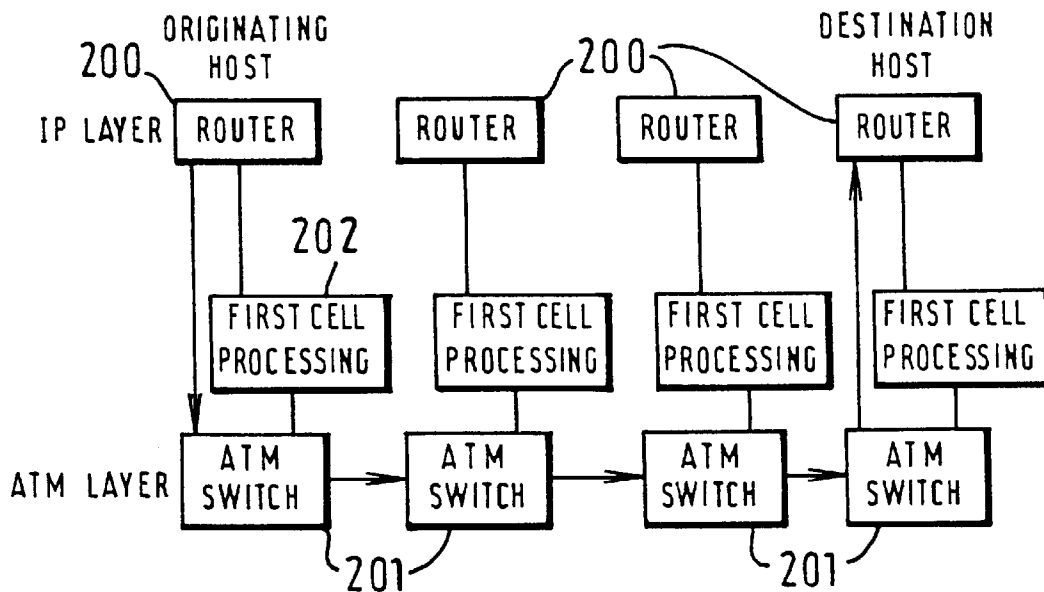 ORIGINATING
HOST
DESTINATION
HOST
200
200
IP LAYER
ROUTER
ROUTER
ROUTER
ROUTER
202
FIRST CELL
PROCESSING
FIRST CELL
PROCESSING
FIRST CELL
PROCESSING
FIRST CELL
PROCESSING
ATM LAYER
ATM
SWITCH
ATM
SWITCH
ATM
SWITCH
ATM
SWITCH
201
201